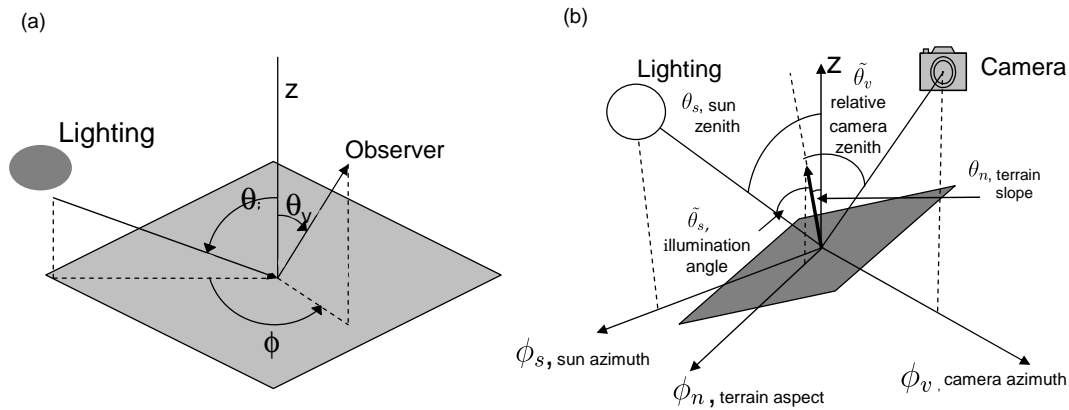 (a)
z
Lighting
Observer
θi
θv
ϕ
(b)
Lighting
Z
Camera
θs, sun
zenith
θ̃v
relative
camera
zenith
θn, terrain
slope
θ̃s,
illumination
angle
ϕs, sun azimuth
ϕn, terrain aspect
ϕv, camera azimuth